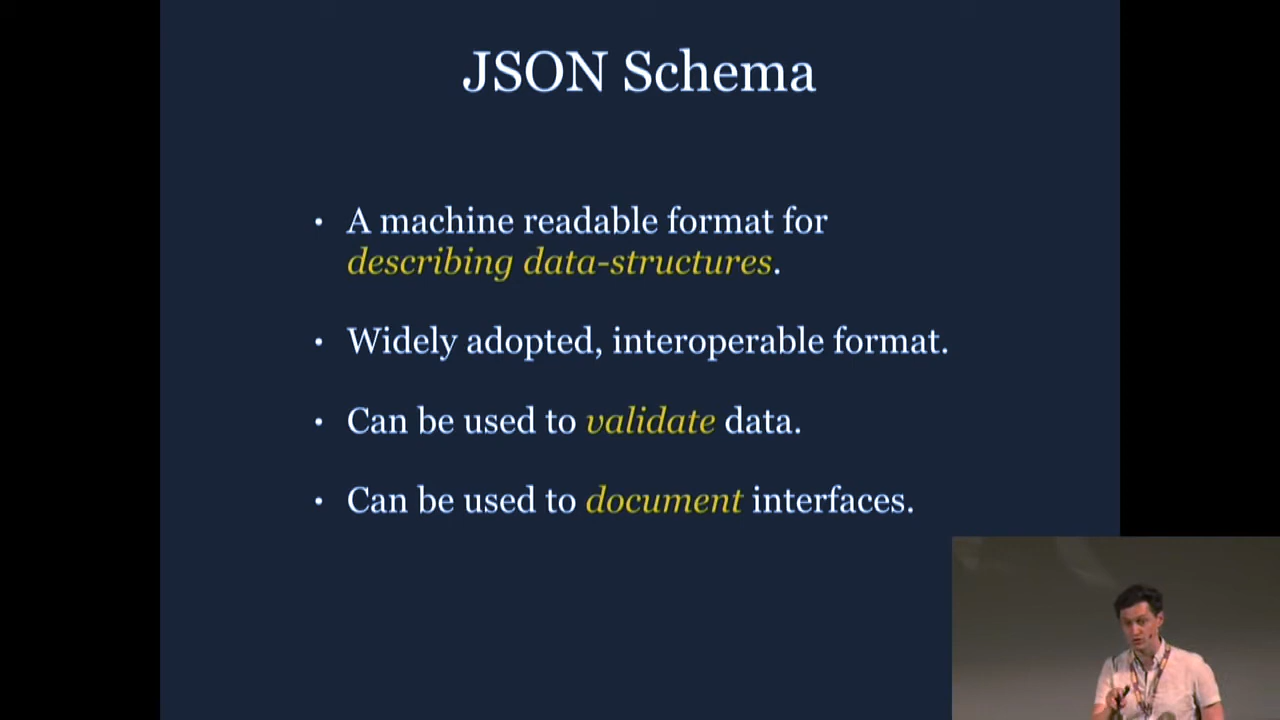 JSON Schema
• A machine readable format for
describing data-structures.
• Widely adopted, interoperable format.
• Can be used to validate data.
• Can be used to document interfaces.